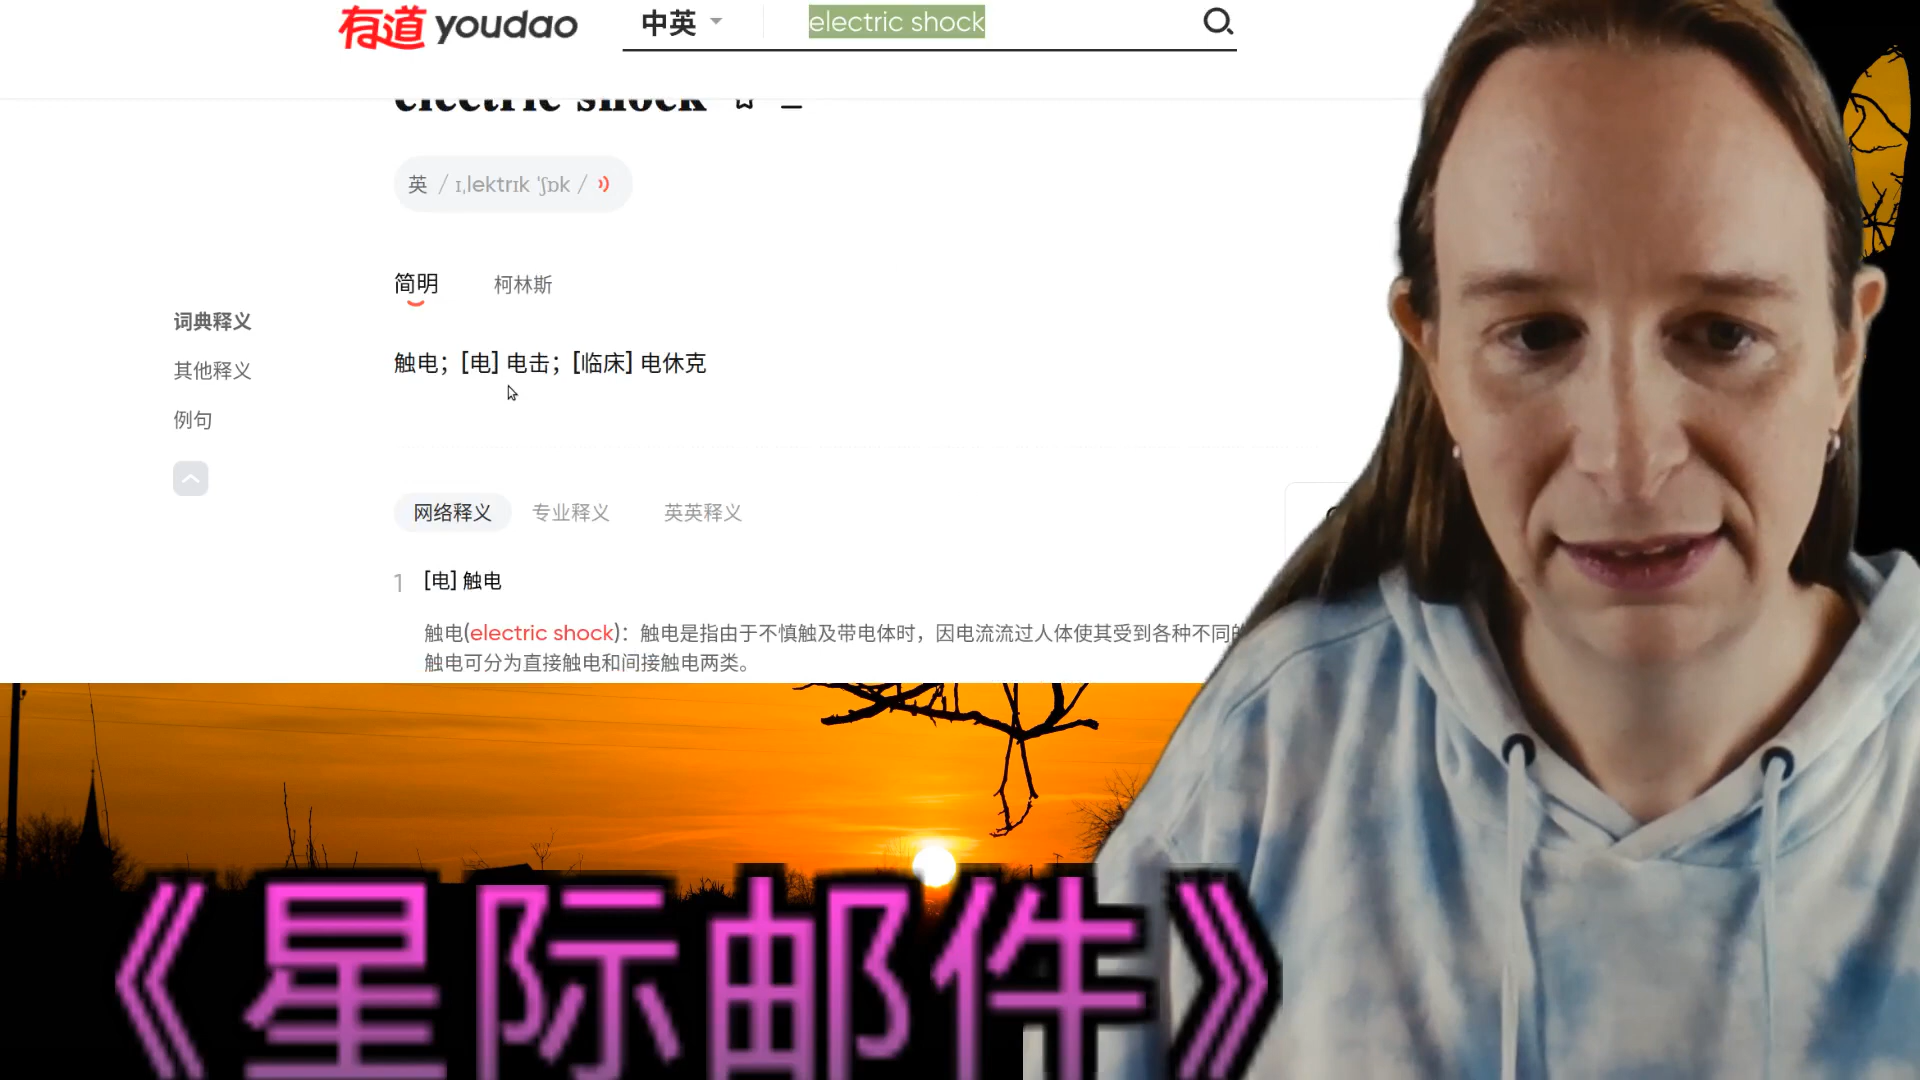 有道 youdao 中英 electric shock
electric shock
英 / ɪˌlektrɪk ˈʃɒk /
简明 柯林斯
词典释义
其他释义
例句
触电；[电] 电击；[临床] 电休克
网络释义 专业释义 英英释义
1 [电] 触电
触电(electric shock)：触电是指由于不慎触及带电体时，因电流流过人体使其受到各种不同的
触电可分为直接触电和间接触电两类。
《星际邮件》